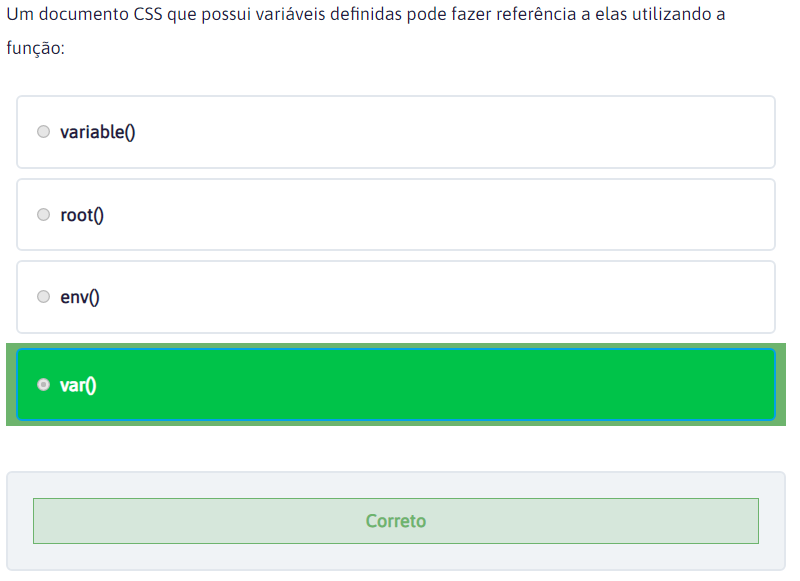 Um documento CSS que possui variáveis definidas pode fazer referência a elas utilizando a
função:
variable()
root()
env()
var()
Correto